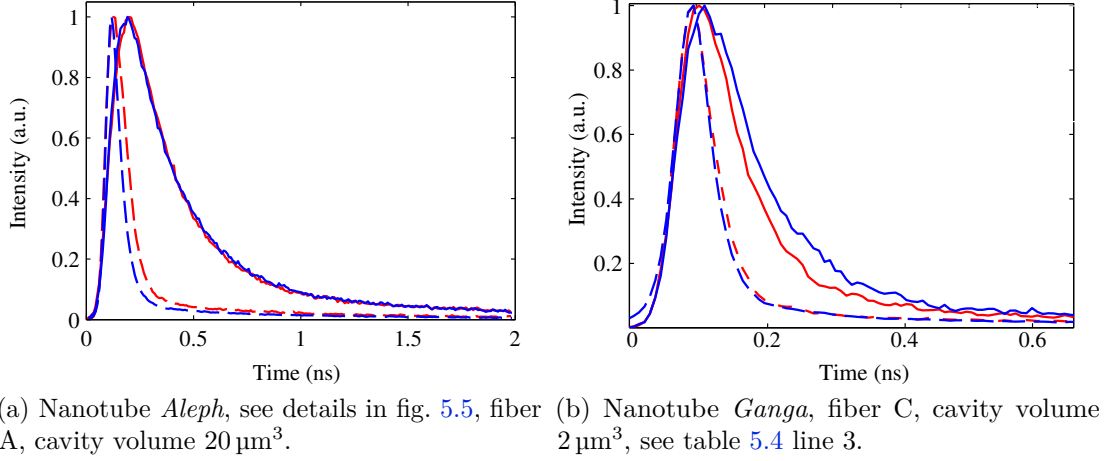 1
0.8
0.6
0.4
0.2
0
Intensity (a.u.)
0 0.5 1 1.5 2
Time (ns)
1
0.8
0.6
0.4
0.2
Intensity (a.u.)
0 0.2 0.4 0.6
Time (ns)
a) Nanotube Aleph, see details in fig. 5.5, fiber
A, cavity volume 20 µm³.
(b) Nanotube Ganga, fiber C, cavity volume
2 µm³, see table 5.4 line 3.